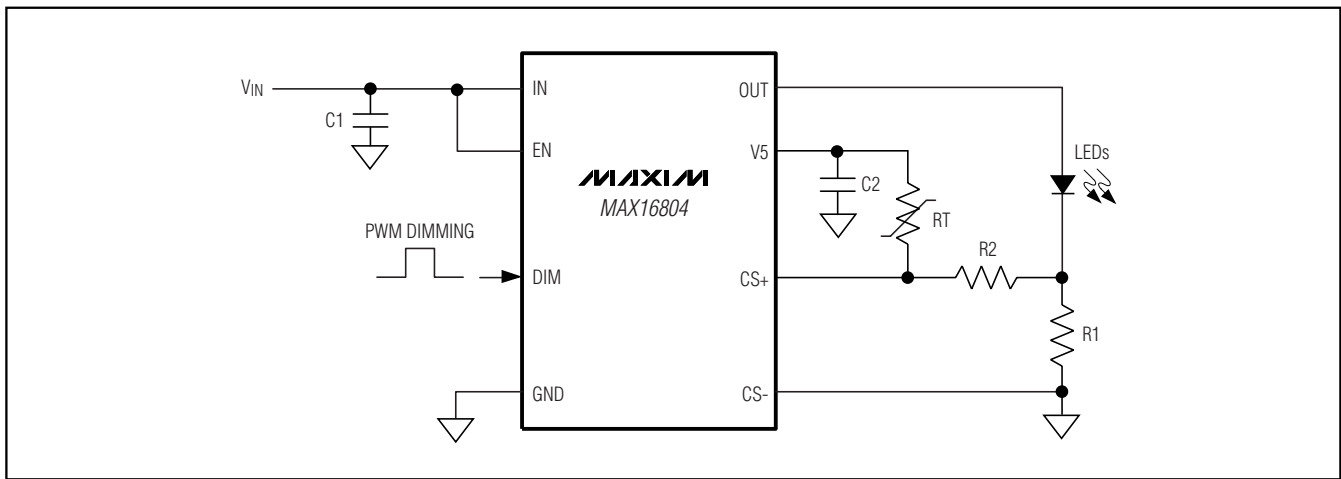 VIN
C1
IN
EN
PWM DIMMING
DIM
GND
MAXIM
MAX16804
OUT
V5
C2
RT
LEDs
CS+
R2
R1
CS-